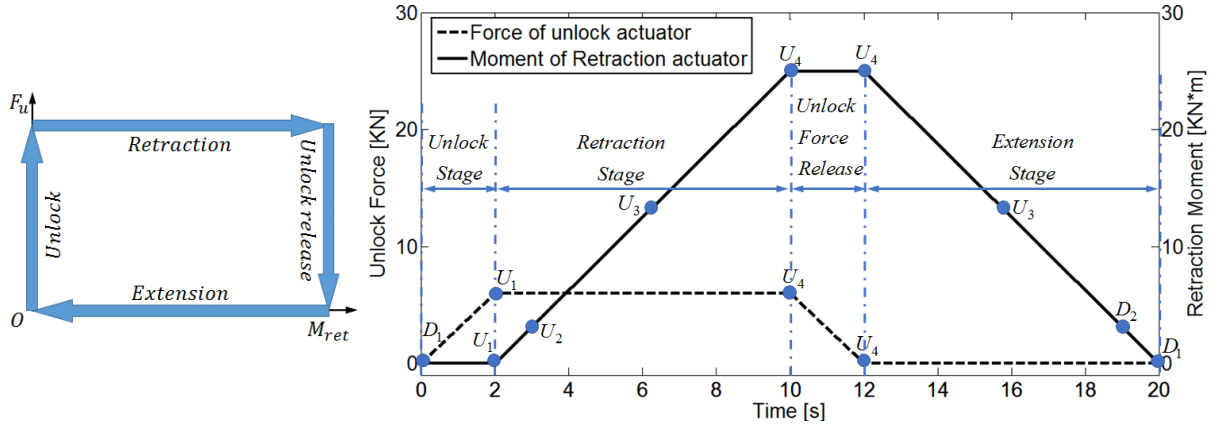 F_u
Retraction
Unlock
Unlock release
Extension
O
M_ret
Force of unlock actuator
Moment of Retraction actuator
Unlock Force [KN]
30
20
10
0
Retraction Moment [KN*m]
30
20
10
0
0 2 4 6 8 10 12 14 16 18 20
Time [s]
Unlock
Stage
Retraction
Stage
Unlock
Force
Release
Extension
Stage
D_1
U_1
U_1
U_2
U_3
U_4
U_4
U_4
U_4
U_3
D_2
D_1